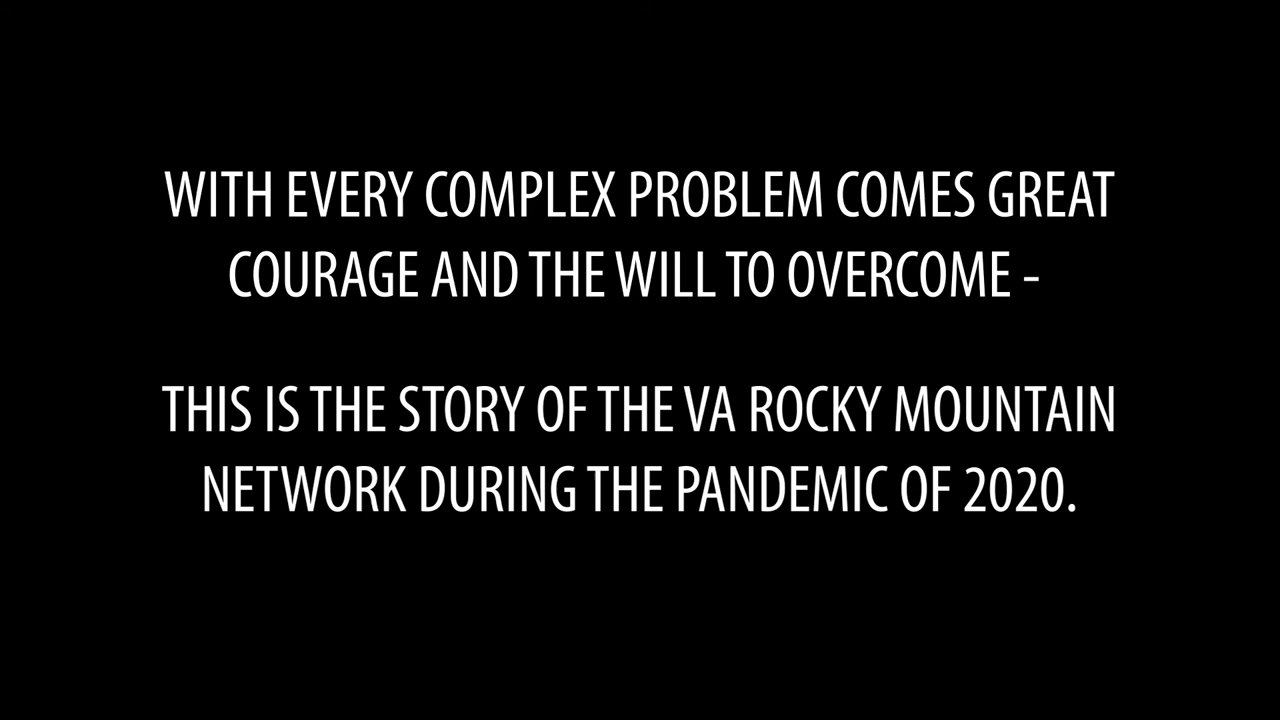 WITH EVERY COMPLEX PROBLEM COMES GREAT
COURAGE AND THE WILL TO OVERCOME -
THIS IS THE STORY OF THE VA ROCKY MOUNTAIN
NETWORK DURING THE PANDEMIC OF 2020.